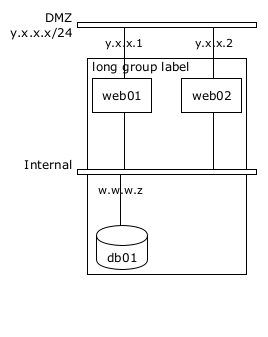 DMZ
y.x.x.x/24
y.x.x.1
y.x.x.2
long group label
web01
web02
Internal
w.w.w.z
db01